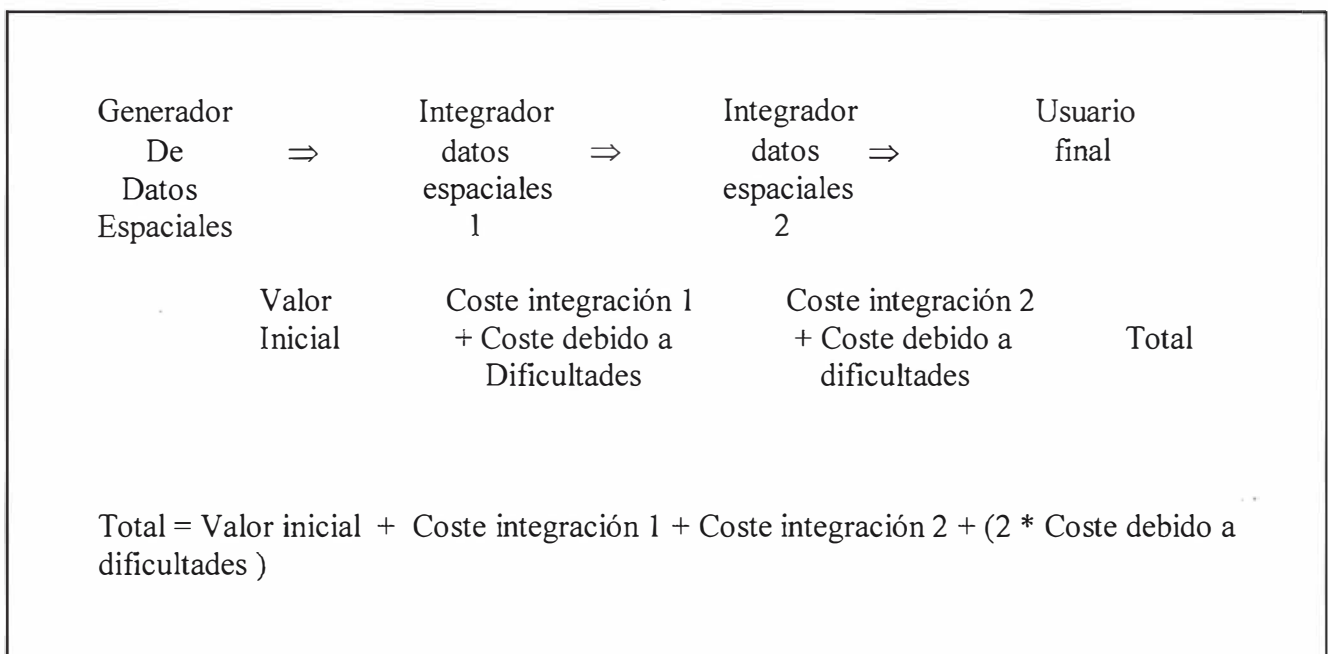 Generador Integrador Integrador Usuario
De ⇒ datos ⇒ datos ⇒ final
Datos espaciales espaciales
Espaciales 1 2
Valor Coste integración 1 Coste integración 2
Inicial + Coste debido a + Coste debido a Total
Dificultades dificultades
Total = Valor inicial + Coste integración 1 + Coste integración 2 + (2 * Coste debido a
dificultades )